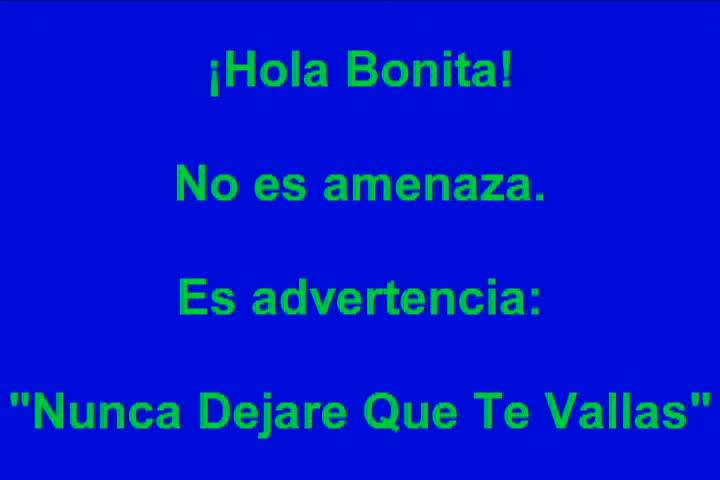 ¡Hola Bonita!
No es amenaza.
Es advertencia:
"Nunca Dejare Que Te Vallas"